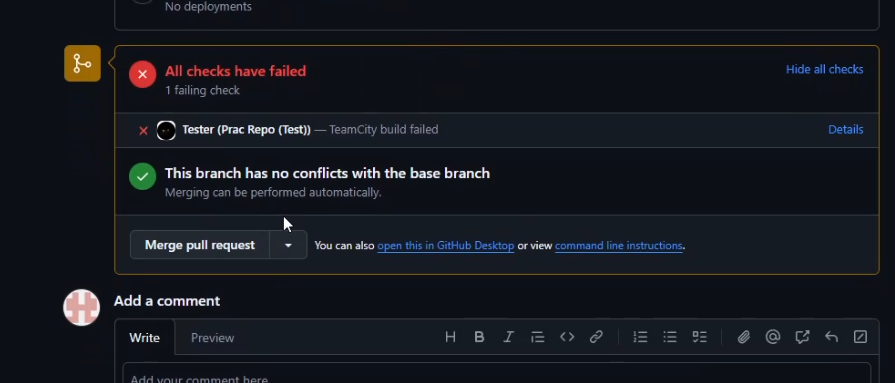 No deployments
All checks have failed
Hide all checks
1 failing check
Tester (Prac Repo (Test)) — TeamCity build failed
Details
This branch has no conflicts with the base branch
Merging can be performed automatically.
Merge pull request
You can also open this in GitHub Desktop or view command line instructions.
Add a comment
Write
Preview
Add your comment here